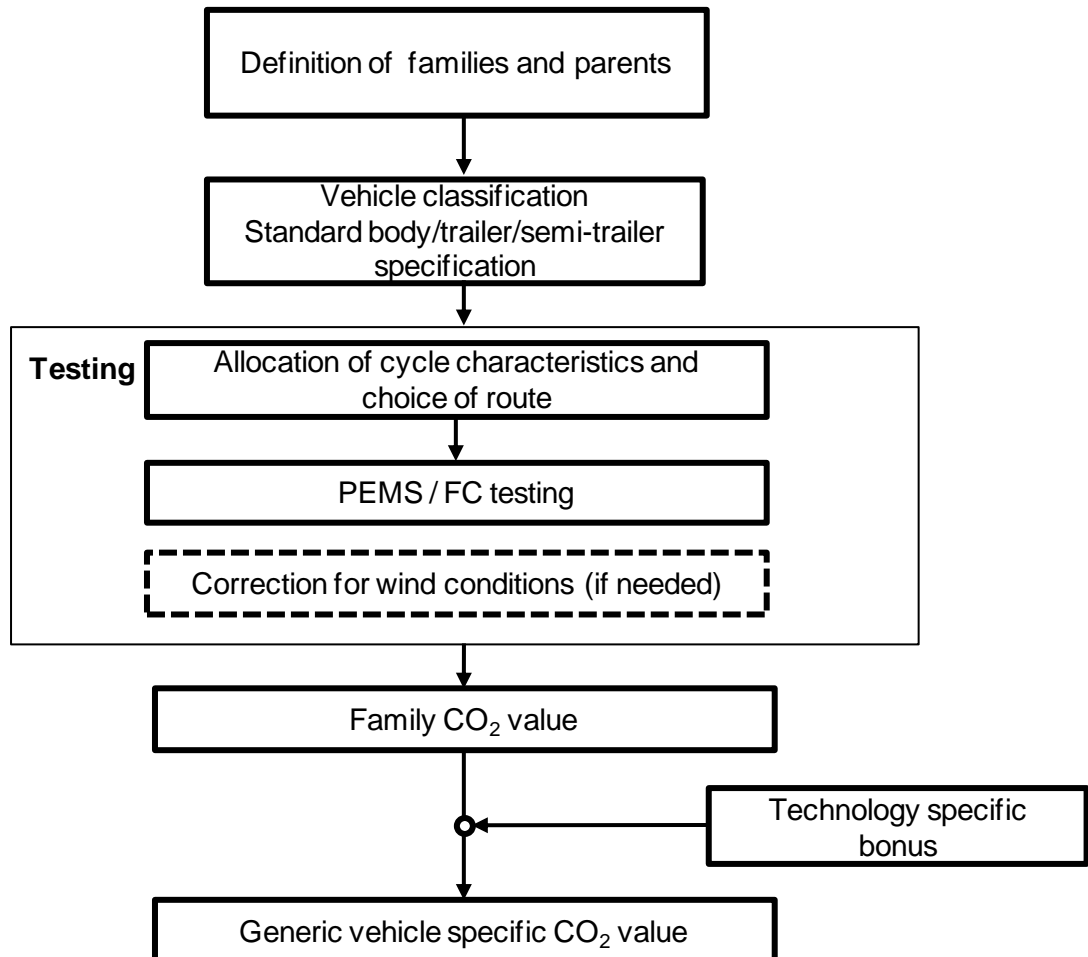 Definition of families and parents
Vehicle classification
Standard body/trailer/semi-trailer
specification
Testing
Allocation of cycle characteristics and
choice of route
PEMS / FC testing
Correction for wind conditions (if needed)
Family CO₂ value
Technology specific
bonus
Generic vehicle specific CO₂ value